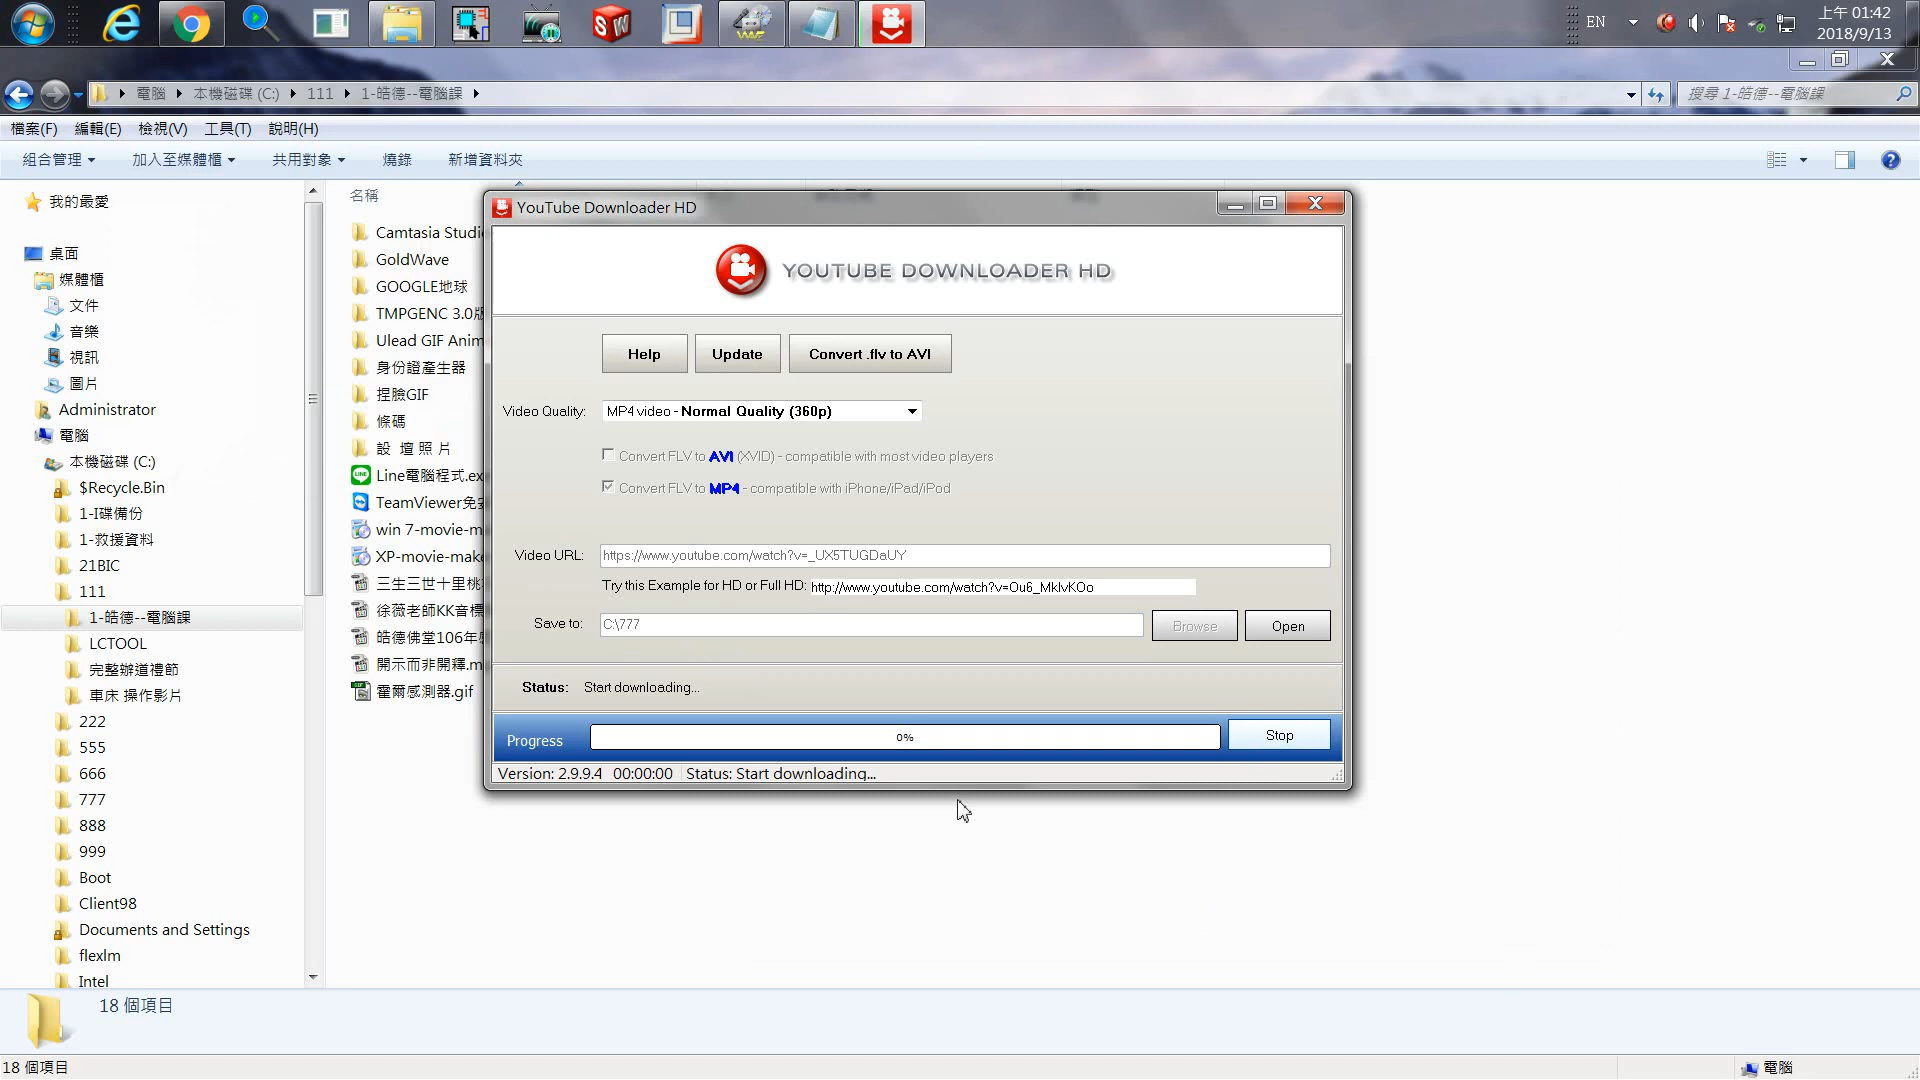 EN
上午 01:42
2018/9/13
電腦
本機磁碟 (C:)
111
1-皓德--電腦課
搜尋 1-皓德--電腦課
檔案(F)
編輯(E)
檢視(V)
工具(T)
說明(H)
組合管理
加入至媒體櫃
共用對象
燒錄
新增資料夾
我的最愛
桌面
媒體櫃
文件
音樂
視訊
圖片
Administrator
電腦
本機磁碟 (C:)
$Recycle.Bin
1-I碟備份
1-救援資料
21BIC
111
1-皓德--電腦課
LCTOOL
完整辦道禮節
車床 操作影片
222
555
666
777
888
999
Boot
Client98
Documents and Settings
flexlm
Intel
名稱
Camtasia Studi
GoldWave
GOOGLE地球
TMPGENC 3.0版
Ulead GIF Anim
身份證產生器
捏臉GIF
條碼
設 壇 照 片
Line電腦程式.ex
TeamViewer免安
win 7-movie-m
XP-movie-make
三生三世十里桃
徐薇老師KK音標
皓德佛堂106年
開示而非開釋.m
霍爾感測器.gif
YouTube Downloader HD
YOUTUBE DOWNLOADER HD
Help
Update
Convert .flv to AVI
Video Quality:
MP4 video - Normal Quality (360p)
Convert FLV to AVI (XVID) - compatible with most video players
Convert FLV to MP4 - compatible with iPhone/iPad/iPod
Video URL:
https://www.youtube.com/watch?v=_UX5TUGDaUY
Try this Example for HD or Full HD: http://www.youtube.com/watch?v=Ou6_MkIvKOo
Save to:
C:\777
Browse
Open
Status: Start downloading...
Progress
0%
Stop
Version: 2.9.9.4
00:00:00
Status: Start downloading...
18 個項目
18 個項目
電腦